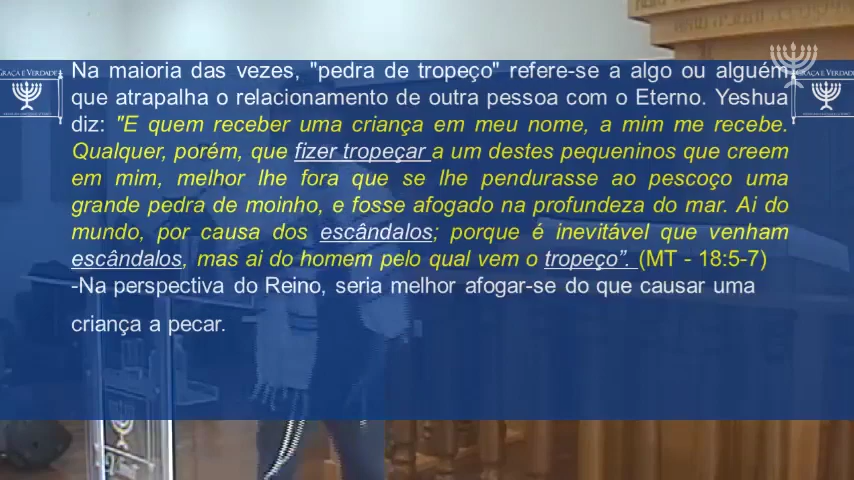 Na maioria das vezes, "pedra de tropeço" refere-se a algo ou alguém
que atrapalha o relacionamento de outra pessoa com o Eterno. Yeshua
diz: "E quem receber uma criança em meu nome, a mim me recebe.
Qualquer, porém, que fizer tropeçar a um destes pequeninos que creem
em mim, melhor lhe fora que se lhe pendurasse ao pescoço uma
grande pedra de moinho, e fosse afogado na profundeza do mar. Ai do
mundo, por causa dos escândalos; porque é inevitável que venham
escândalos, mas ai do homem pelo qual vem o tropeço”. (MT - 18:5-7)
-Na perspectiva do Reino, seria melhor afogar-se do que causar uma
criança a pecar.
GRAÇA E VERDADE
GRAÇA E VERDADE